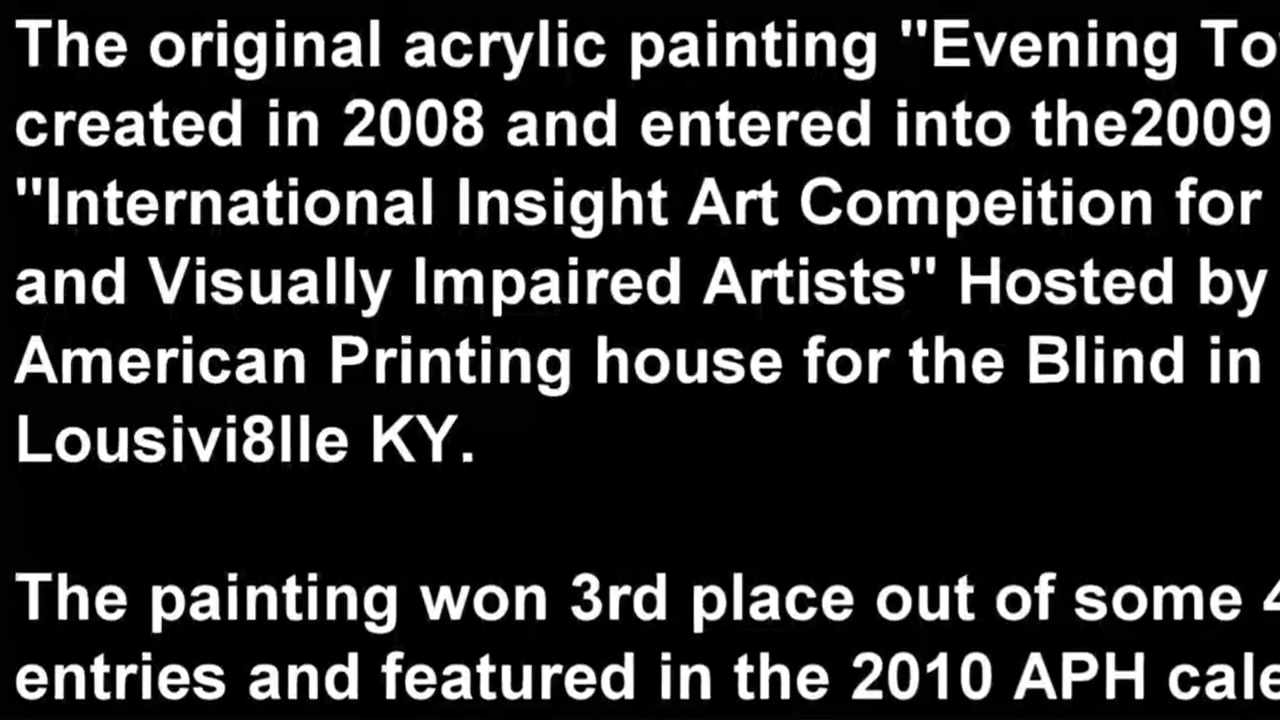 The original acrylic painting "Evening
created in 2008 and entered into the2009
"International Insight Art Compeition for
and Visually Impaired Artists" Hosted by
American Printing house for the Blind in
Lousivi8lle KY.
The painting won 3rd place out of some
entries and featured in the 2010 APH